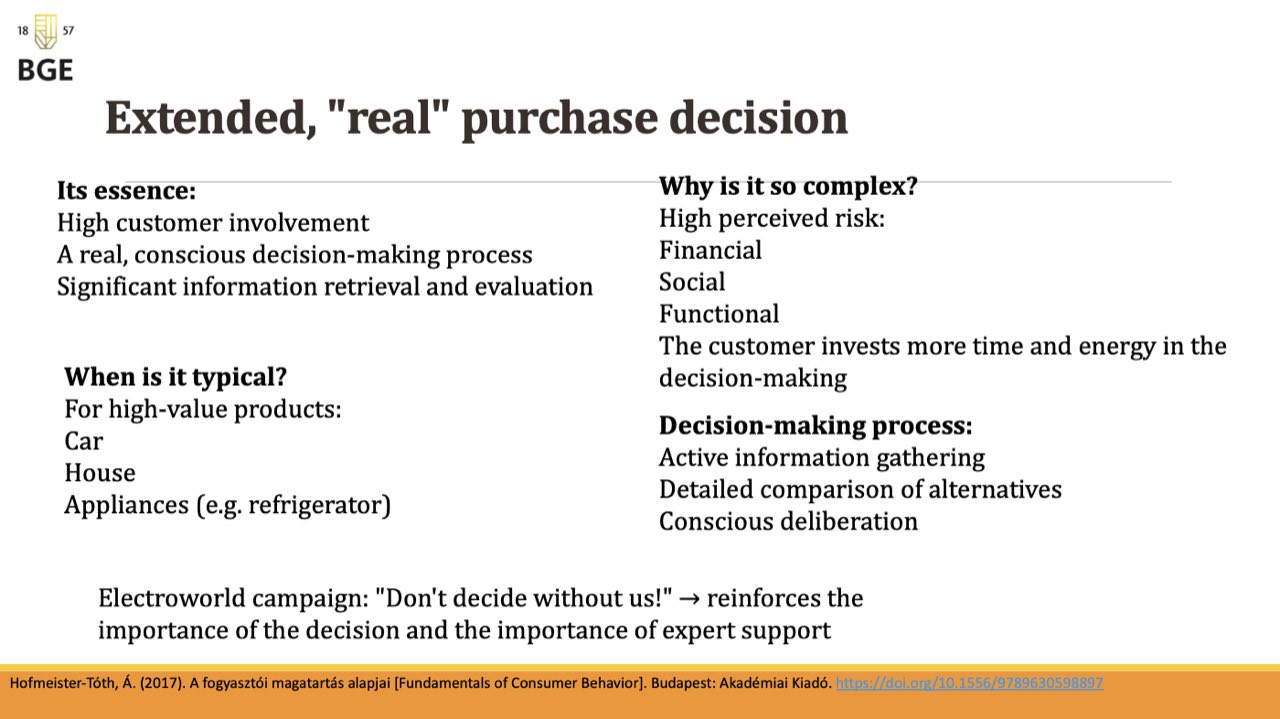 18 57
BGE
Extended, "real" purchase decision
Its essence:
High customer involvement
A real, conscious decision-making process
Significant information retrieval and evaluation
When is it typical?
For high-value products:
Car
House
Appliances (e.g. refrigerator)
Why is it so complex?
High perceived risk:
Financial
Social
Functional
The customer invests more time and energy in the
decision-making
Decision-making process:
Active information gathering
Detailed comparison of alternatives
Conscious deliberation
Electroworld campaign: "Don't decide without us!" → reinforces the
importance of the decision and the importance of expert support
Hofmeister-Tóth, Á. (2017). A fogyasztói magatartás alapjai [Fundamentals of Consumer Behavior]. Budapest: Akadémiai Kiadó. https://doi.org/10.1556/9789630598897